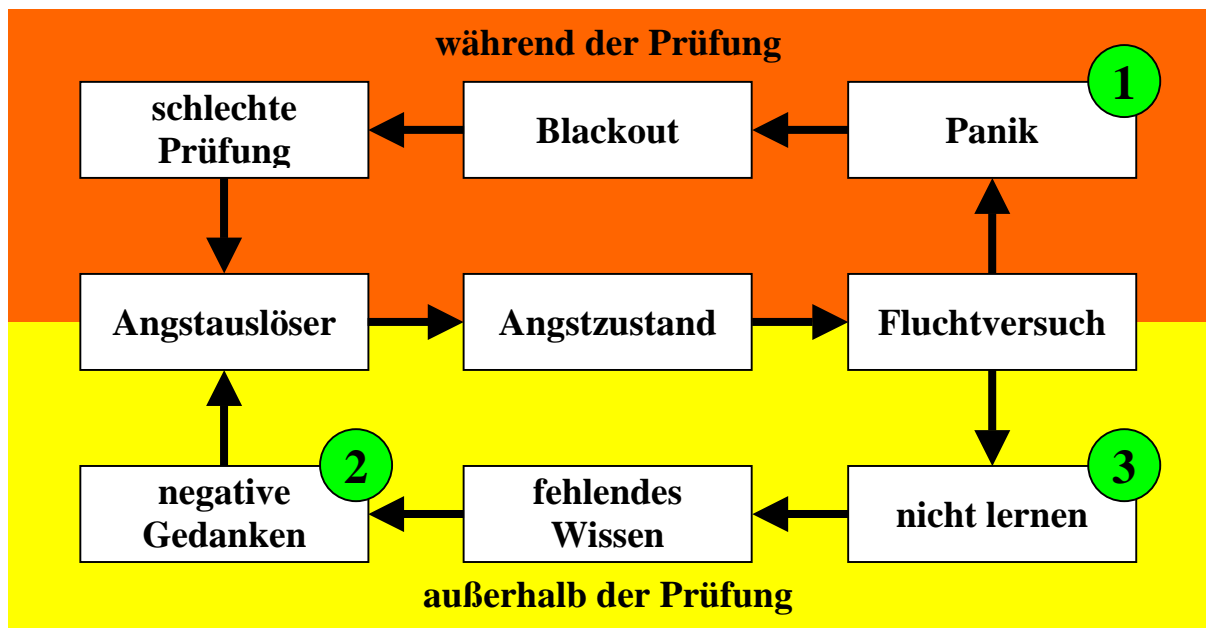 während der Prüfung
1
schlechte
Prüfung
Blackout
Panik
Angstauslöser
Angstzustand
Fluchtversuch
2
3
negative
Gedanken
fehlendes
Wissen
nicht lernen
außerhalb der Prüfung